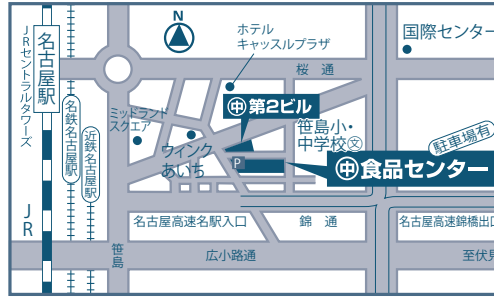 N
ホテル
キャッスルプラザ
国際センター
桜 通
名古屋駅
JRセントラルタワーズ
名鉄名古屋駅
近鉄名古屋駅
ミッドランド
スクエア
ウィンク
あいち
㊥第2ビル
笹島小・
中学校㊛
P
駐車場有
㊥食品センター
JR
名古屋高速名駅入口
錦 通
名古屋高速錦橋出口
笹島
広小路通
至伏見